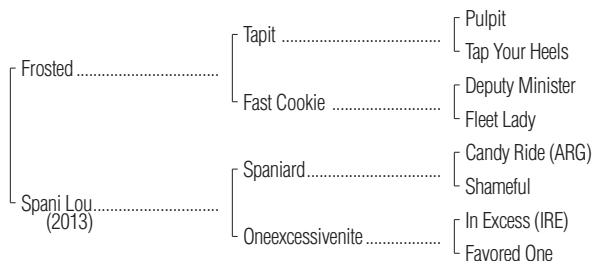 Pulpit
Tapit
Tap Your Heels
Frosted
Deputy Minister
Fast Cookie
Fleet Lady
Candy Ride (ARG)
Spaniard
Shameful
Spani Lou
(2013)
In Excess (IRE)
Oneexcessivenite
Favored One